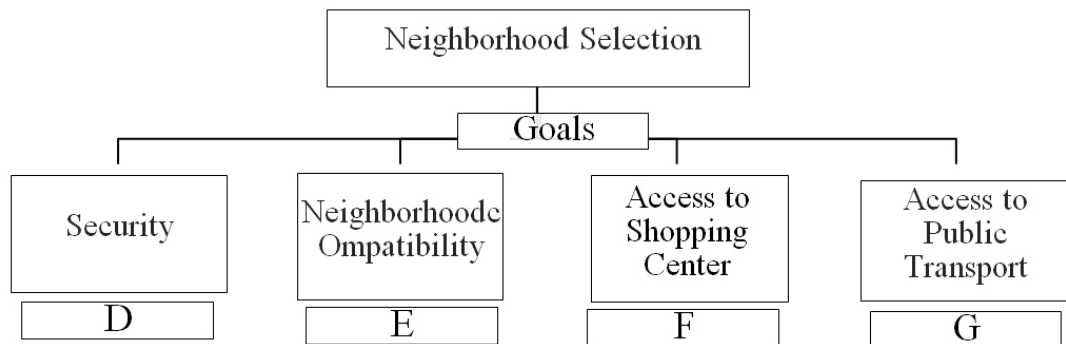 Neighborhood Selection
Goals
Security
Neighborhoodc
Ompatibility
Access to
Shopping
Center
Access to
Public
Transport
D
E
F
G